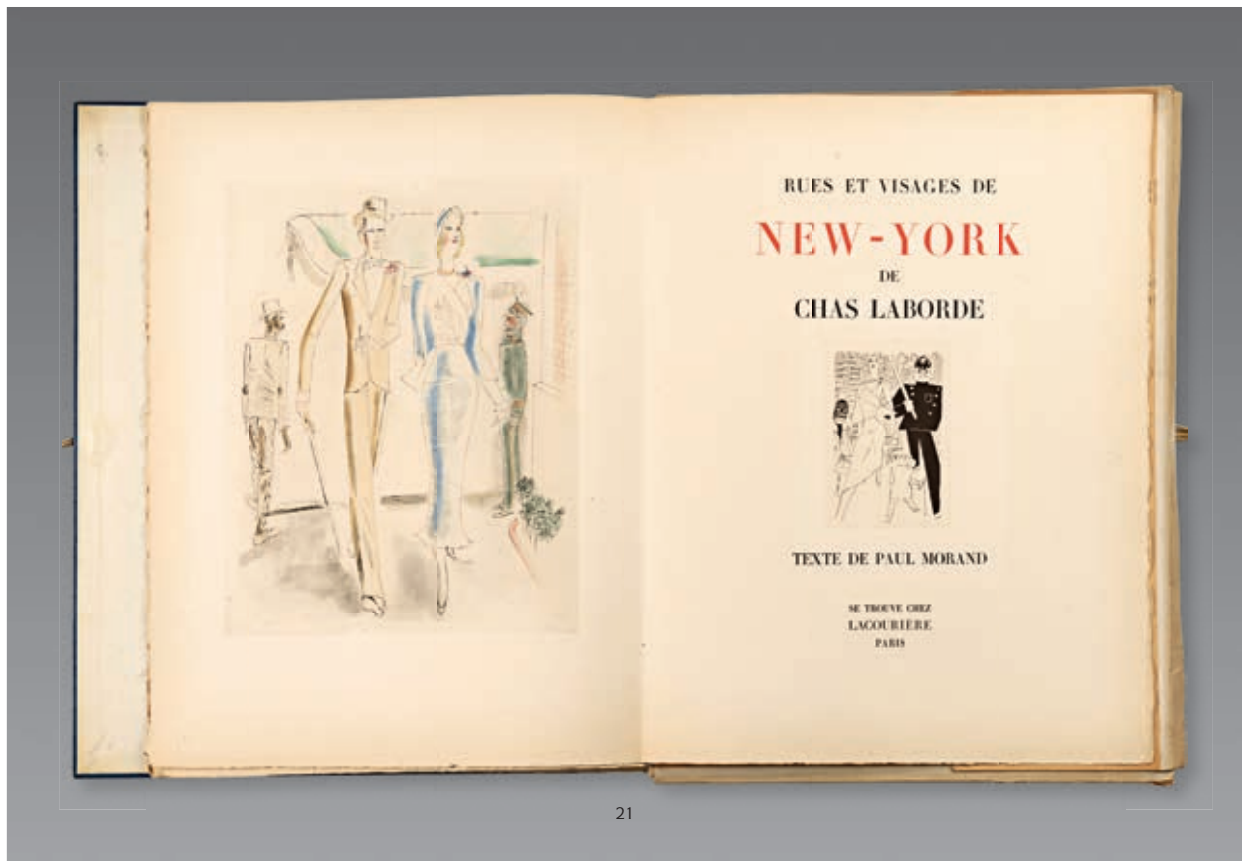 RUES ET VISAGES DE
NEW-YORK
DE
CHAS LABORDE
TEXTE DE PAUL MORAND
SE TROUVE CHEZ
LACOURIÈRE
PARIS
21